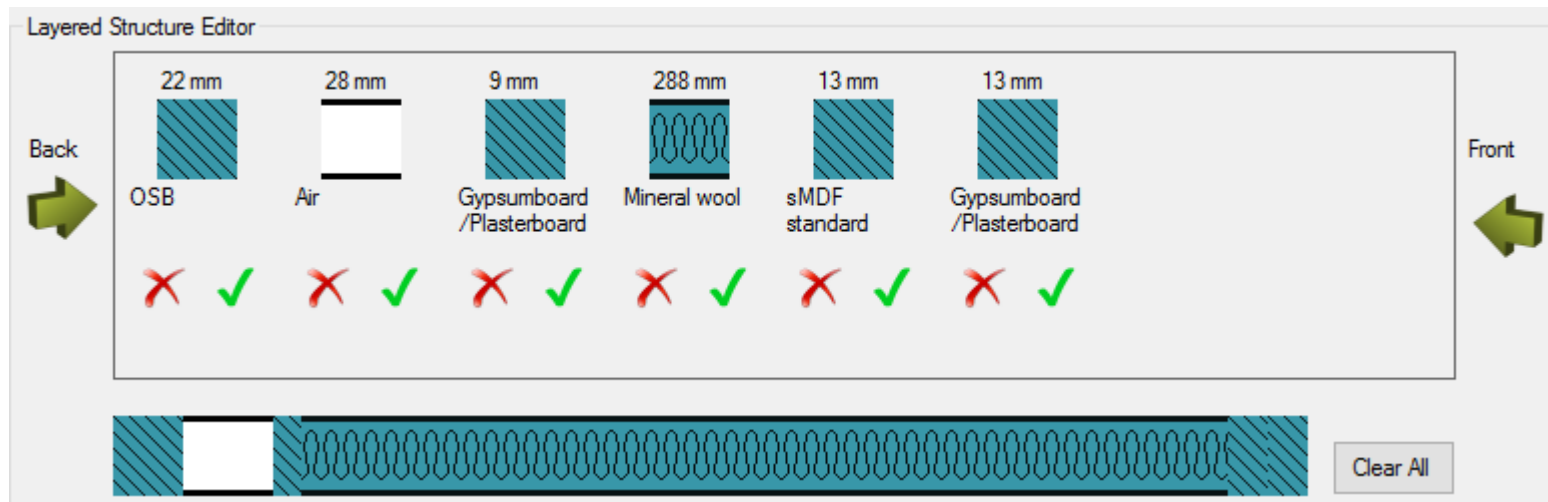 Layered Structure Editor
22 mm 28 mm 9 mm 288 mm 13 mm 13 mm
Back
Front
OSB Air Gypsumboard Mineral wool sMDF Gypsumboard
/Plasterboard standard /Plasterboard
Clear All